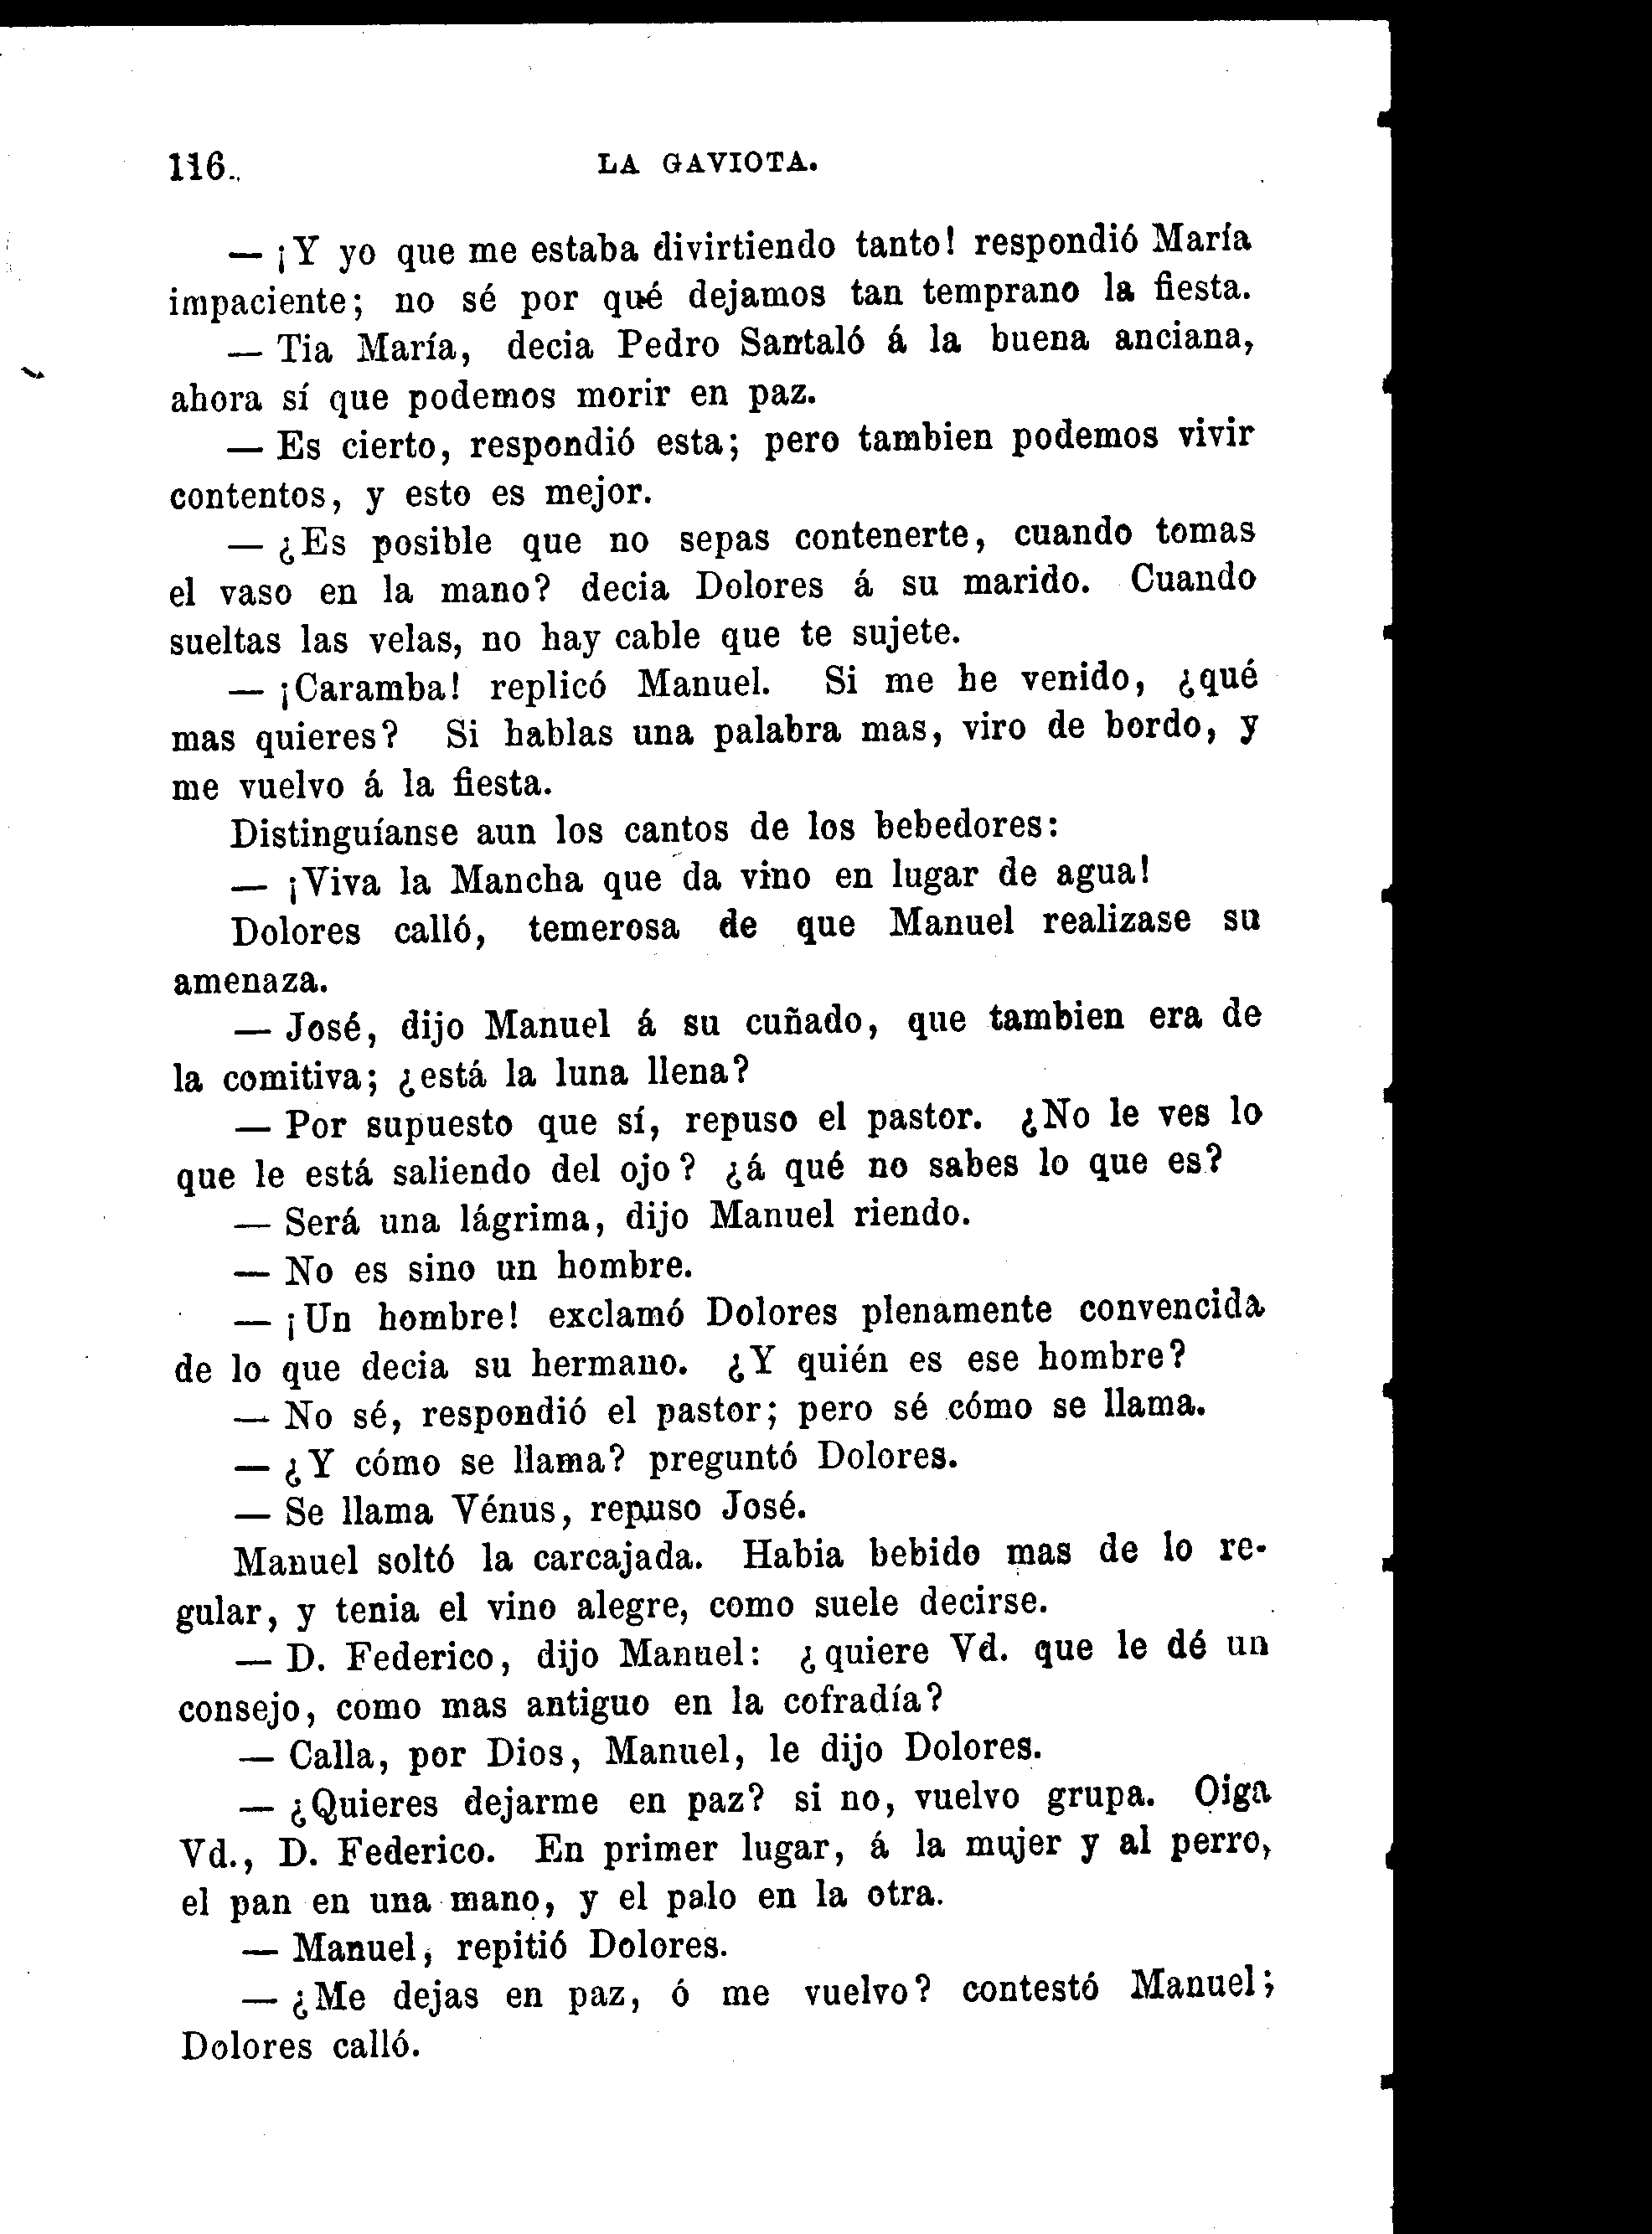 116.
LA GAVIOTA.
— ¡Y yo que me estaba divirtiendo tanto! respondió María
impaciente; no sé por qué dejamos tan temprano la fiesta.
— Tia María, decia Pedro Santaló á la buena anciana,
ahora sí que podemos morir en paz.
— Es cierto, respondió esta; pero tambien podemos vivir
contentos, y esto es mejor.
— ¿Es posible que no sepas contenerte, cuando tomas
el vaso en la mano? decia Dolores á su marido. Cuando
sueltas las velas, no hay cable que te sujete.
— ¡Caramba! replicó Manuel. Si me he venido, ¿qué
mas quieres? Si hablas una palabra mas, viro de bordo, y
me vuelvo á la fiesta.
Distinguíanse aun los cantos de los bebedores:
— ¡Viva la Mancha que da vino en lugar de agua!
Dolores calló, temerosa de que Manuel realizase su
amenaza.
— José, dijo Manuel á su cuñado, que tambien era de
la comitiva; ¿está la luna llena?
— Por supuesto que sí, repuso el pastor. ¿No le ves lo
que le está saliendo del ojo? ¿á qué no sabes lo que es?
— Será una lágrima, dijo Manuel riendo.
— No es sino un hombre.
— ¡Un hombre! exclamó Dolores plenamente convencida
de lo que decia su hermano. ¿Y quién es ese hombre?
— No sé, respondió el pastor; pero sé cómo se llama.
— ¿Y cómo se llama? preguntó Dolores.
— Se llama Vénus, repuso José.
Manuel soltó la carcajada. Habia bebido mas de lo re-
gular, y tenia el vino alegre, como suele decirse.
— D. Federico, dijo Manuel: ¿quiere Vd. que le dé un
consejo, como mas antiguo en la cofradía?
— Calla, por Dios, Manuel, le dijo Dolores.
— ¿Quieres dejarme en paz? si no, vuelvo grupa. Oiga
Vd., D. Federico. En primer lugar, á la mujer y al perro,
el pan en una mano, y el palo en la otra.
— Manuel, repitió Dolores.
— ¿Me dejas en paz, ó me vuelvo? contestó Manuel;
Dolores calló.